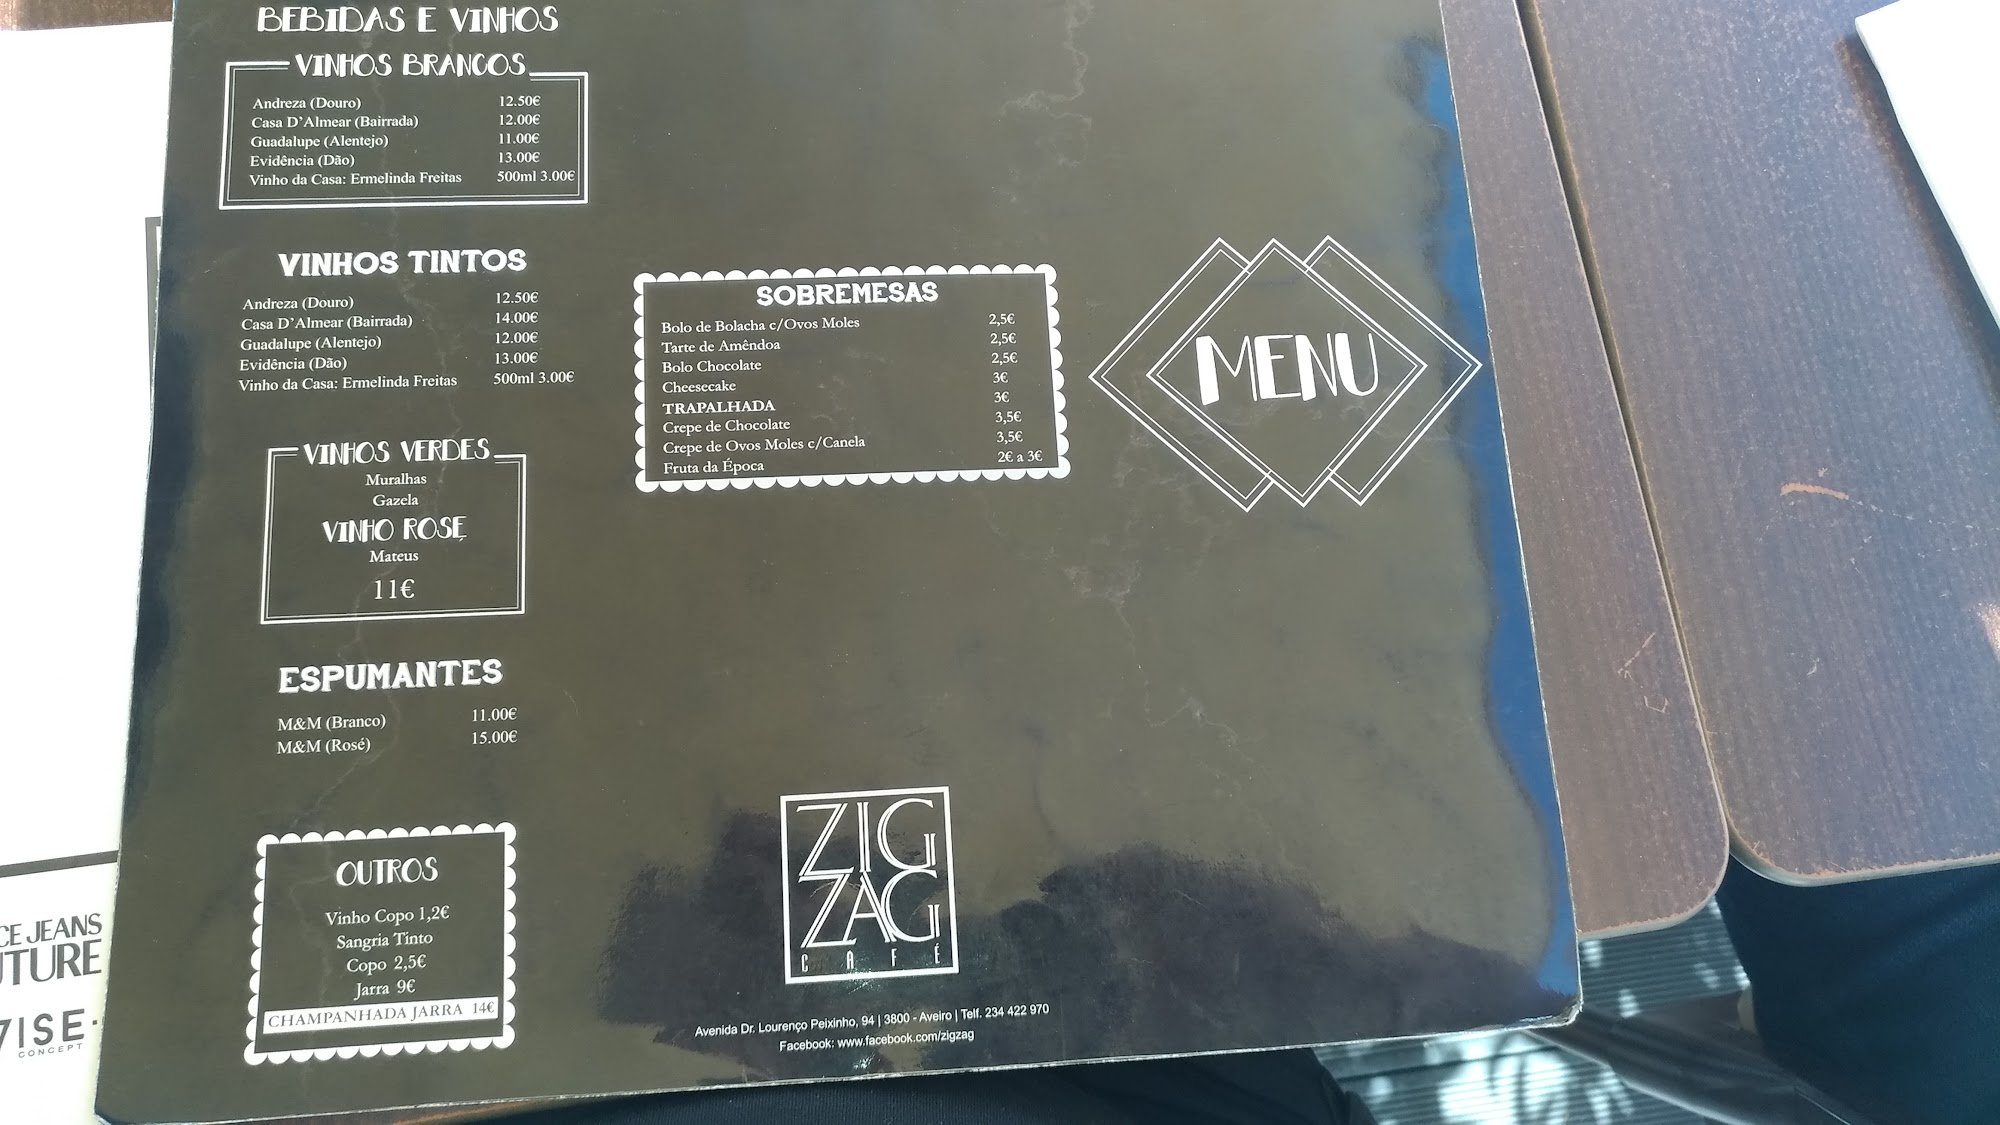 BEBIDAS E VINHOS
VINHOS BRANCOS
Andreza (Douro) 12.50€
Casa D'Almear (Bairrada) 12.00€
Guadalupe (Alentejo) 11.00€
Evidência (Dão) 13.00€
Vinho da Casa: Ermelinda Freitas 500ml 3.00€
VINHOS TINTOS
Andreza (Douro) 12.50€
Casa D'Almear (Bairrada) 14.00€
Guadalupe (Alentejo) 12.00€
Evidência (Dão) 13.00€
Vinho da Casa: Ermelinda Freitas 500ml 3.00€
VINHOS VERDES
Muralhas
Gazela
VINHO ROSE
Mateus
11€
ESPUMANTES
M&M (Branco) 11.00€
M&M (Rosé) 15.00€
OUTROS
Vinho Copo 1,2€
Sangria Tinto
Copo 2,5€
Jarra 9€
CHAMPANHADA JARRA 14€
SOBREMESAS
Bolo de Bolacha c/Ovos Moles 2,5€
Tarte de Amêndoa 2,5€
Bolo Chocolate 2,5€
Cheesecake 3€
TRAPALHADA 3€
Crepe de Chocolate 3,5€
Crepe de Ovos Moles c/Canela 3,5€
Fruta da Época 2€ a 3€
MENU
ZIG
ZAG
CAFÉ
Avenida Dr. Lourenço Peixinho, 94 | 3800 - Aveiro | Telf. 234 422 970
Facebook: www.facebook.com/zigzag
JEANS
CONCEPT